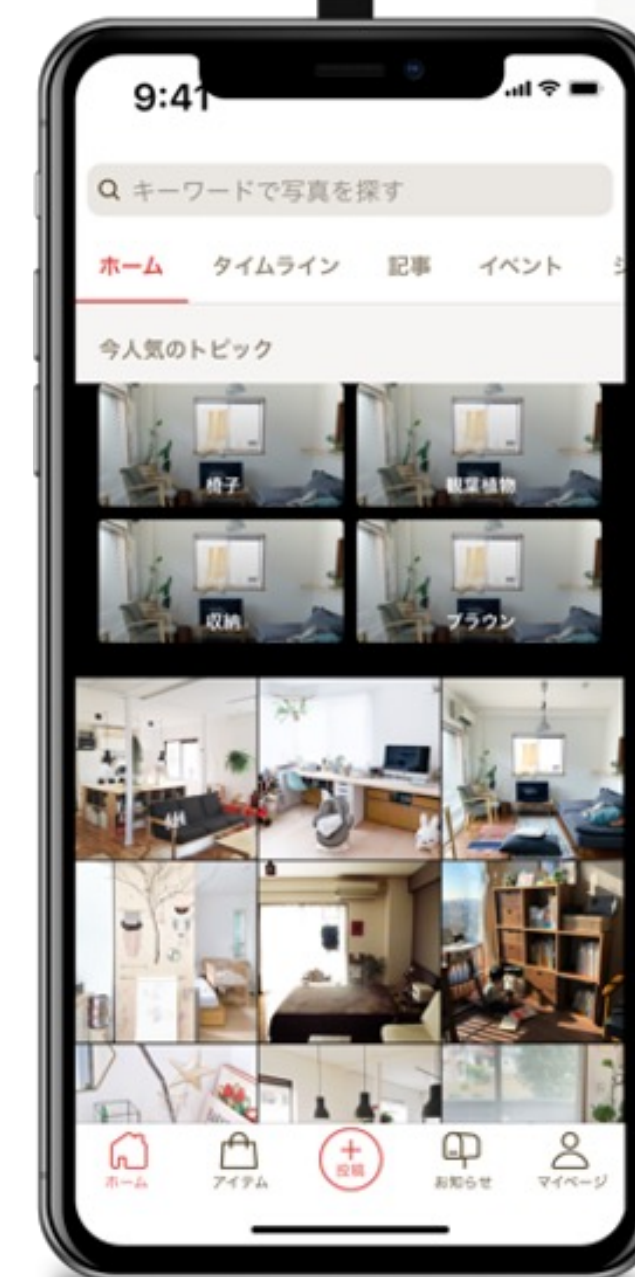 9:41
キーワードで写真を探す
ホーム タイムライン 記事 イベント
今人気のトピック
椅子 観葉植物
収納 ブラウン
ホーム アイテム 投稿 お知らせ マイページ